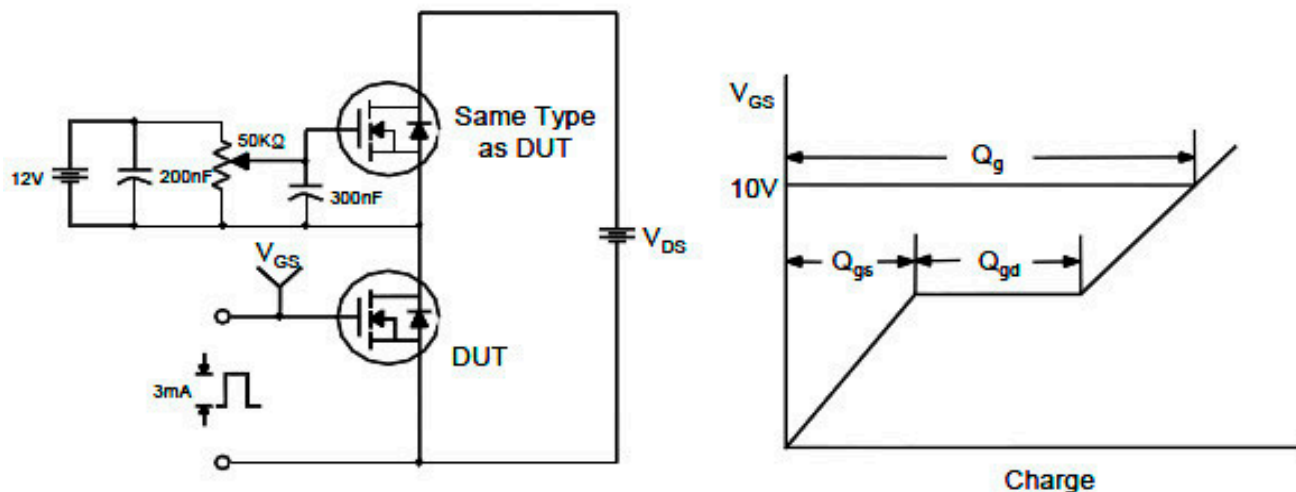 12V
200nF
50KΩ
300nF
Same Type
as DUT
V_GS
DUT
3mA
V_DS
V_GS
10V
Q_g
Q_gs
Q_gd
Charge